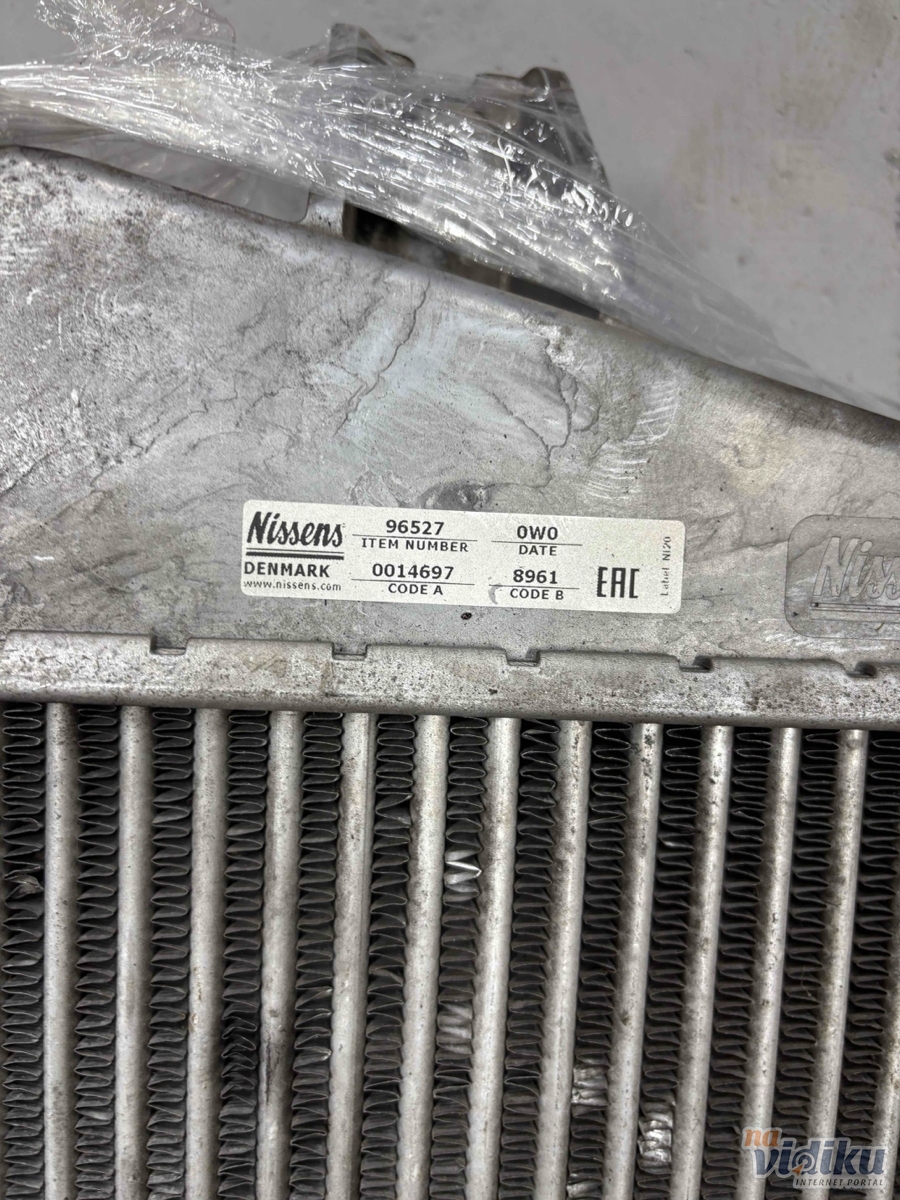 Nissens
96527
ITEM NUMBER
0W0
DATE
DENMARK
www.nissens.com
0014697
CODE A
8961
CODE B
EAC
Label NI20
Nissens
na
vidiku
INTERNET PORTAL